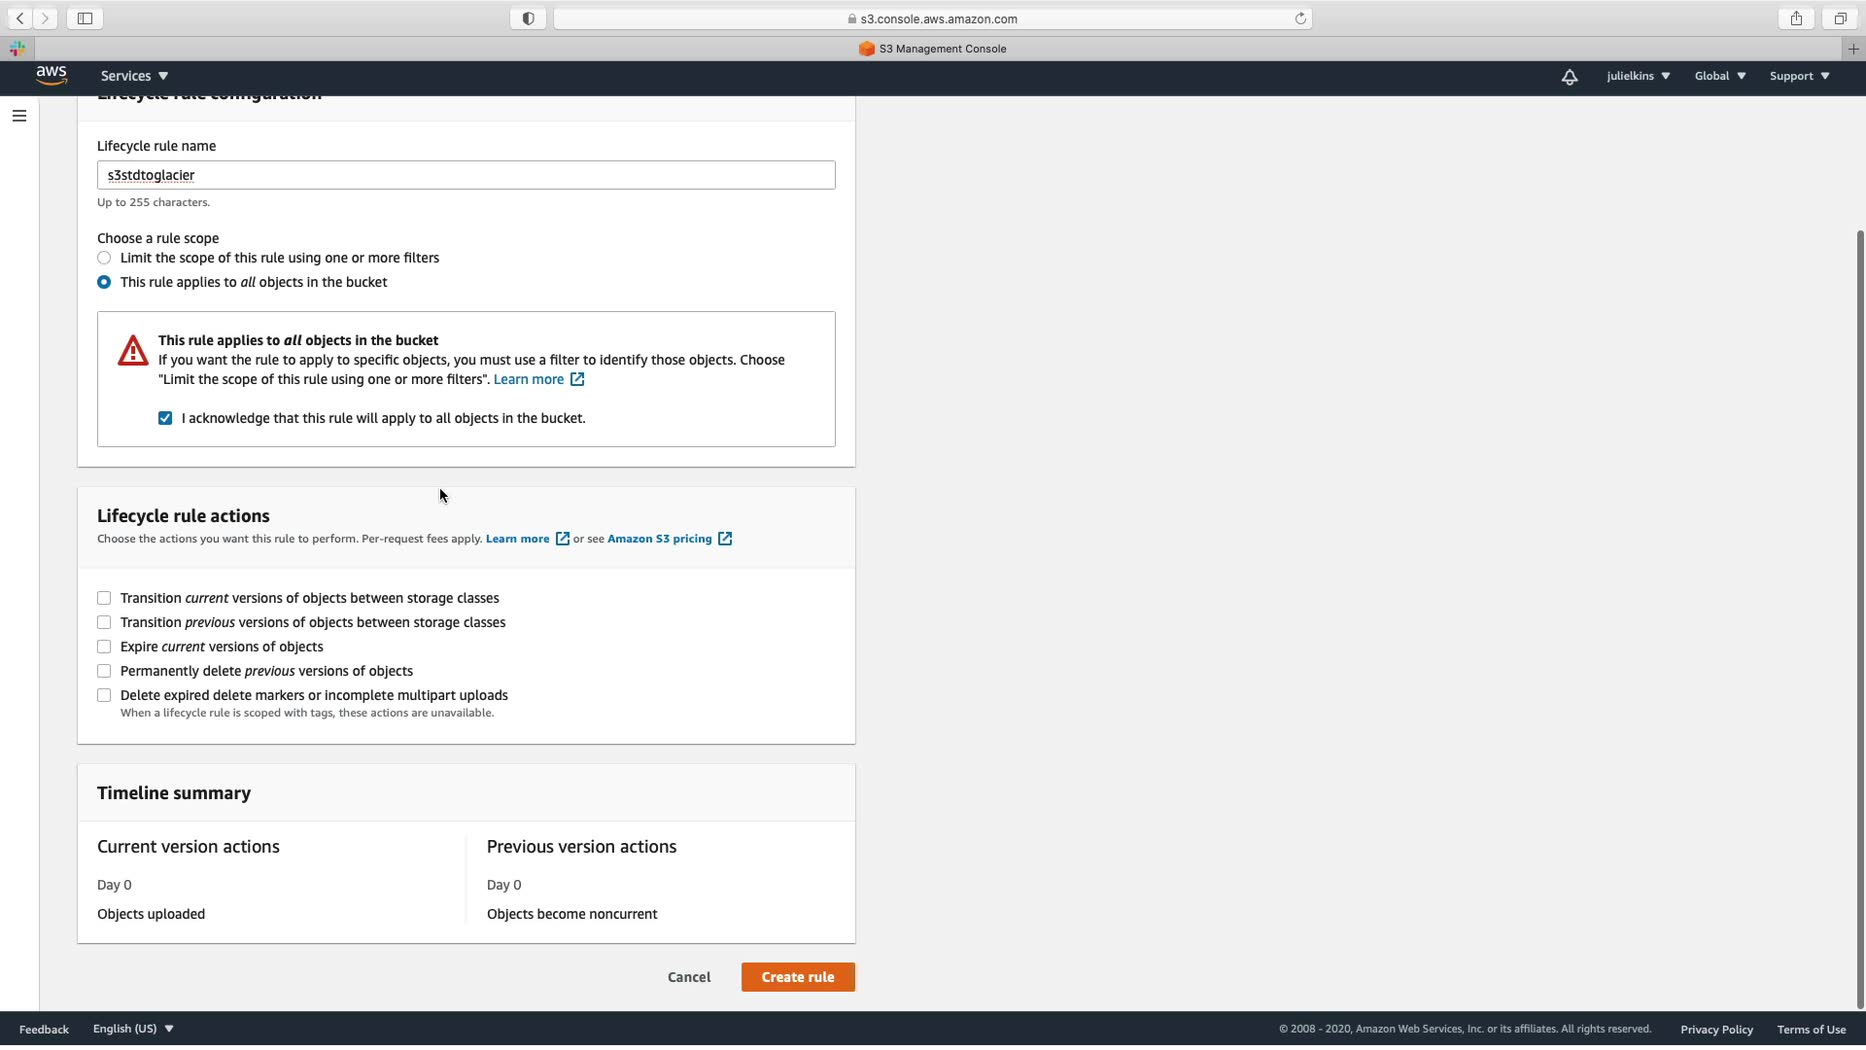 s3.console.aws.amazon.com
S3 Management Console
aws Services julielkins Global Support
Lifecycle rule configuration
Lifecycle rule name
s3stdtoglacier
Up to 255 characters.
Choose a rule scope
Limit the scope of this rule using one or more filters
This rule applies to all objects in the bucket
This rule applies to all objects in the bucket
If you want the rule to apply to specific objects, you must use a filter to identify those objects. Choose
"Limit the scope of this rule using one or more filters". Learn more
I acknowledge that this rule will apply to all objects in the bucket.
Lifecycle rule actions
Choose the actions you want this rule to perform. Per-request fees apply. Learn more or see Amazon S3 pricing
Transition current versions of objects between storage classes
Transition previous versions of objects between storage classes
Expire current versions of objects
Permanently delete previous versions of objects
Delete expired delete markers or incomplete multipart uploads
When a lifecycle rule is scoped with tags, these actions are unavailable.
Timeline summary
Current version actions
Day 0
Objects uploaded
Previous version actions
Day 0
Objects become noncurrent
Cancel Create rule
Feedback English (US) © 2008 - 2020, Amazon Web Services, Inc. or its affiliates. All rights reserved. Privacy Policy Terms of Use